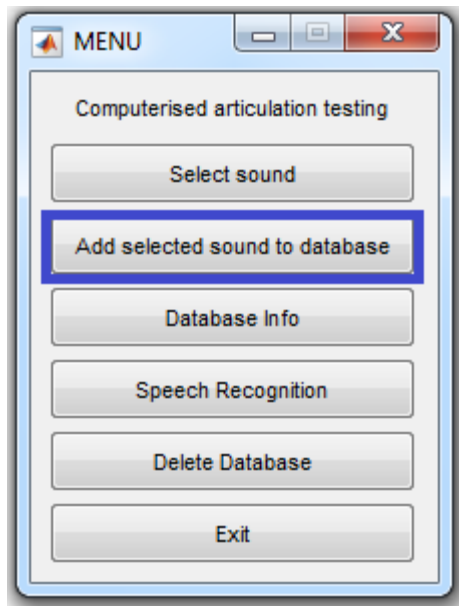 MENU
Computerised articulation testing
Select sound
Add selected sound to database
Database Info
Speech Recognition
Delete Database
Exit